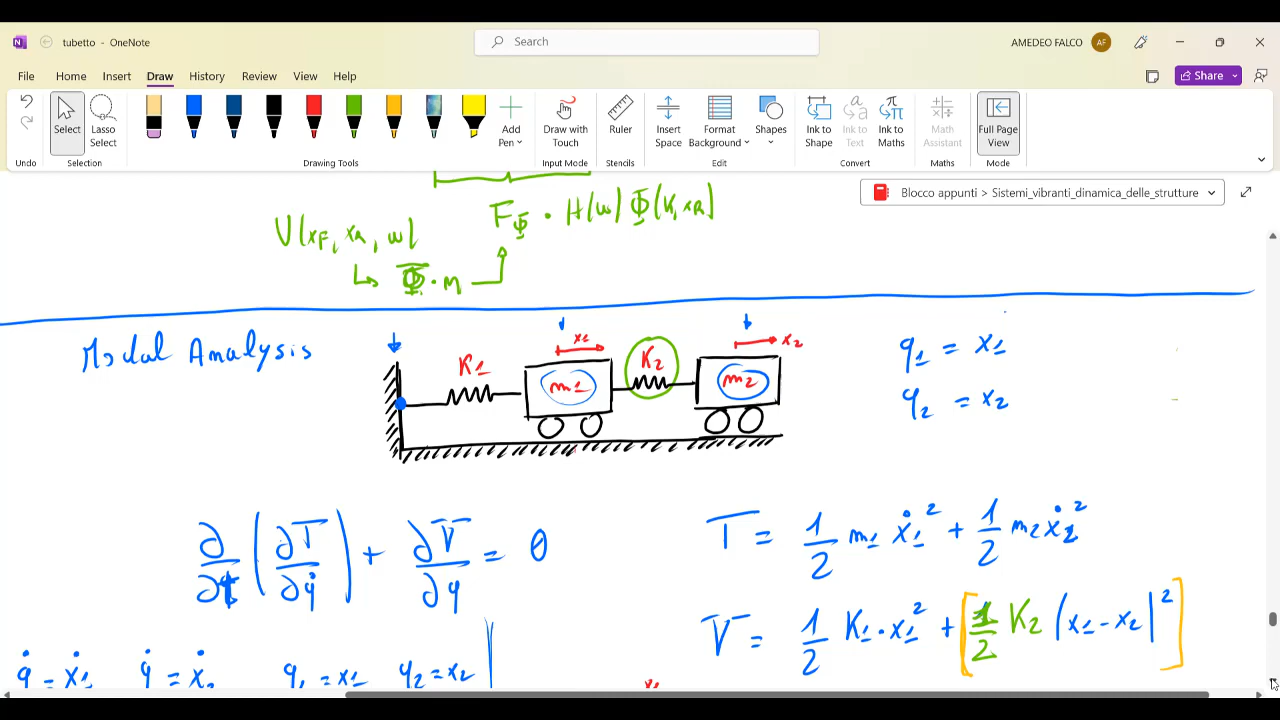 tubetto - OneNote
Search
AMEDEO FALCO
AF
File Home Insert Draw History Review View Help
Share
Undo
Select
Lasso Select
Selection
Add Pen
Drawing Tools
Draw with Touch
Input Mode
Ruler
Stencils
Insert Space
Format Background
Shapes
Edit
Ink to Shape
Ink to Text
Ink to Maths
Convert
Math Assistant
Maths
Full Page View
Mode
Blocco appunti > Sistemi_vibranti_dinamica_delle_strutture
F_Φ · H(ω) Φ(K, xR)
Φ · m
Modal Analysis
K1
x1
m1
K2
x2
m2
q1 = x1
q2 = x2
∂/∂t (∂T/∂q̇) + ∂V/∂q = 0
T = 1/2 m1 ẋ1² + 1/2 m2 ẋ2²
V = 1/2 K1 · x1² + [1/2 K2 (x1 - x2)²]
q̇ = ẋ1 q̇ = ẋ2 q1 = x1 q2 = x2